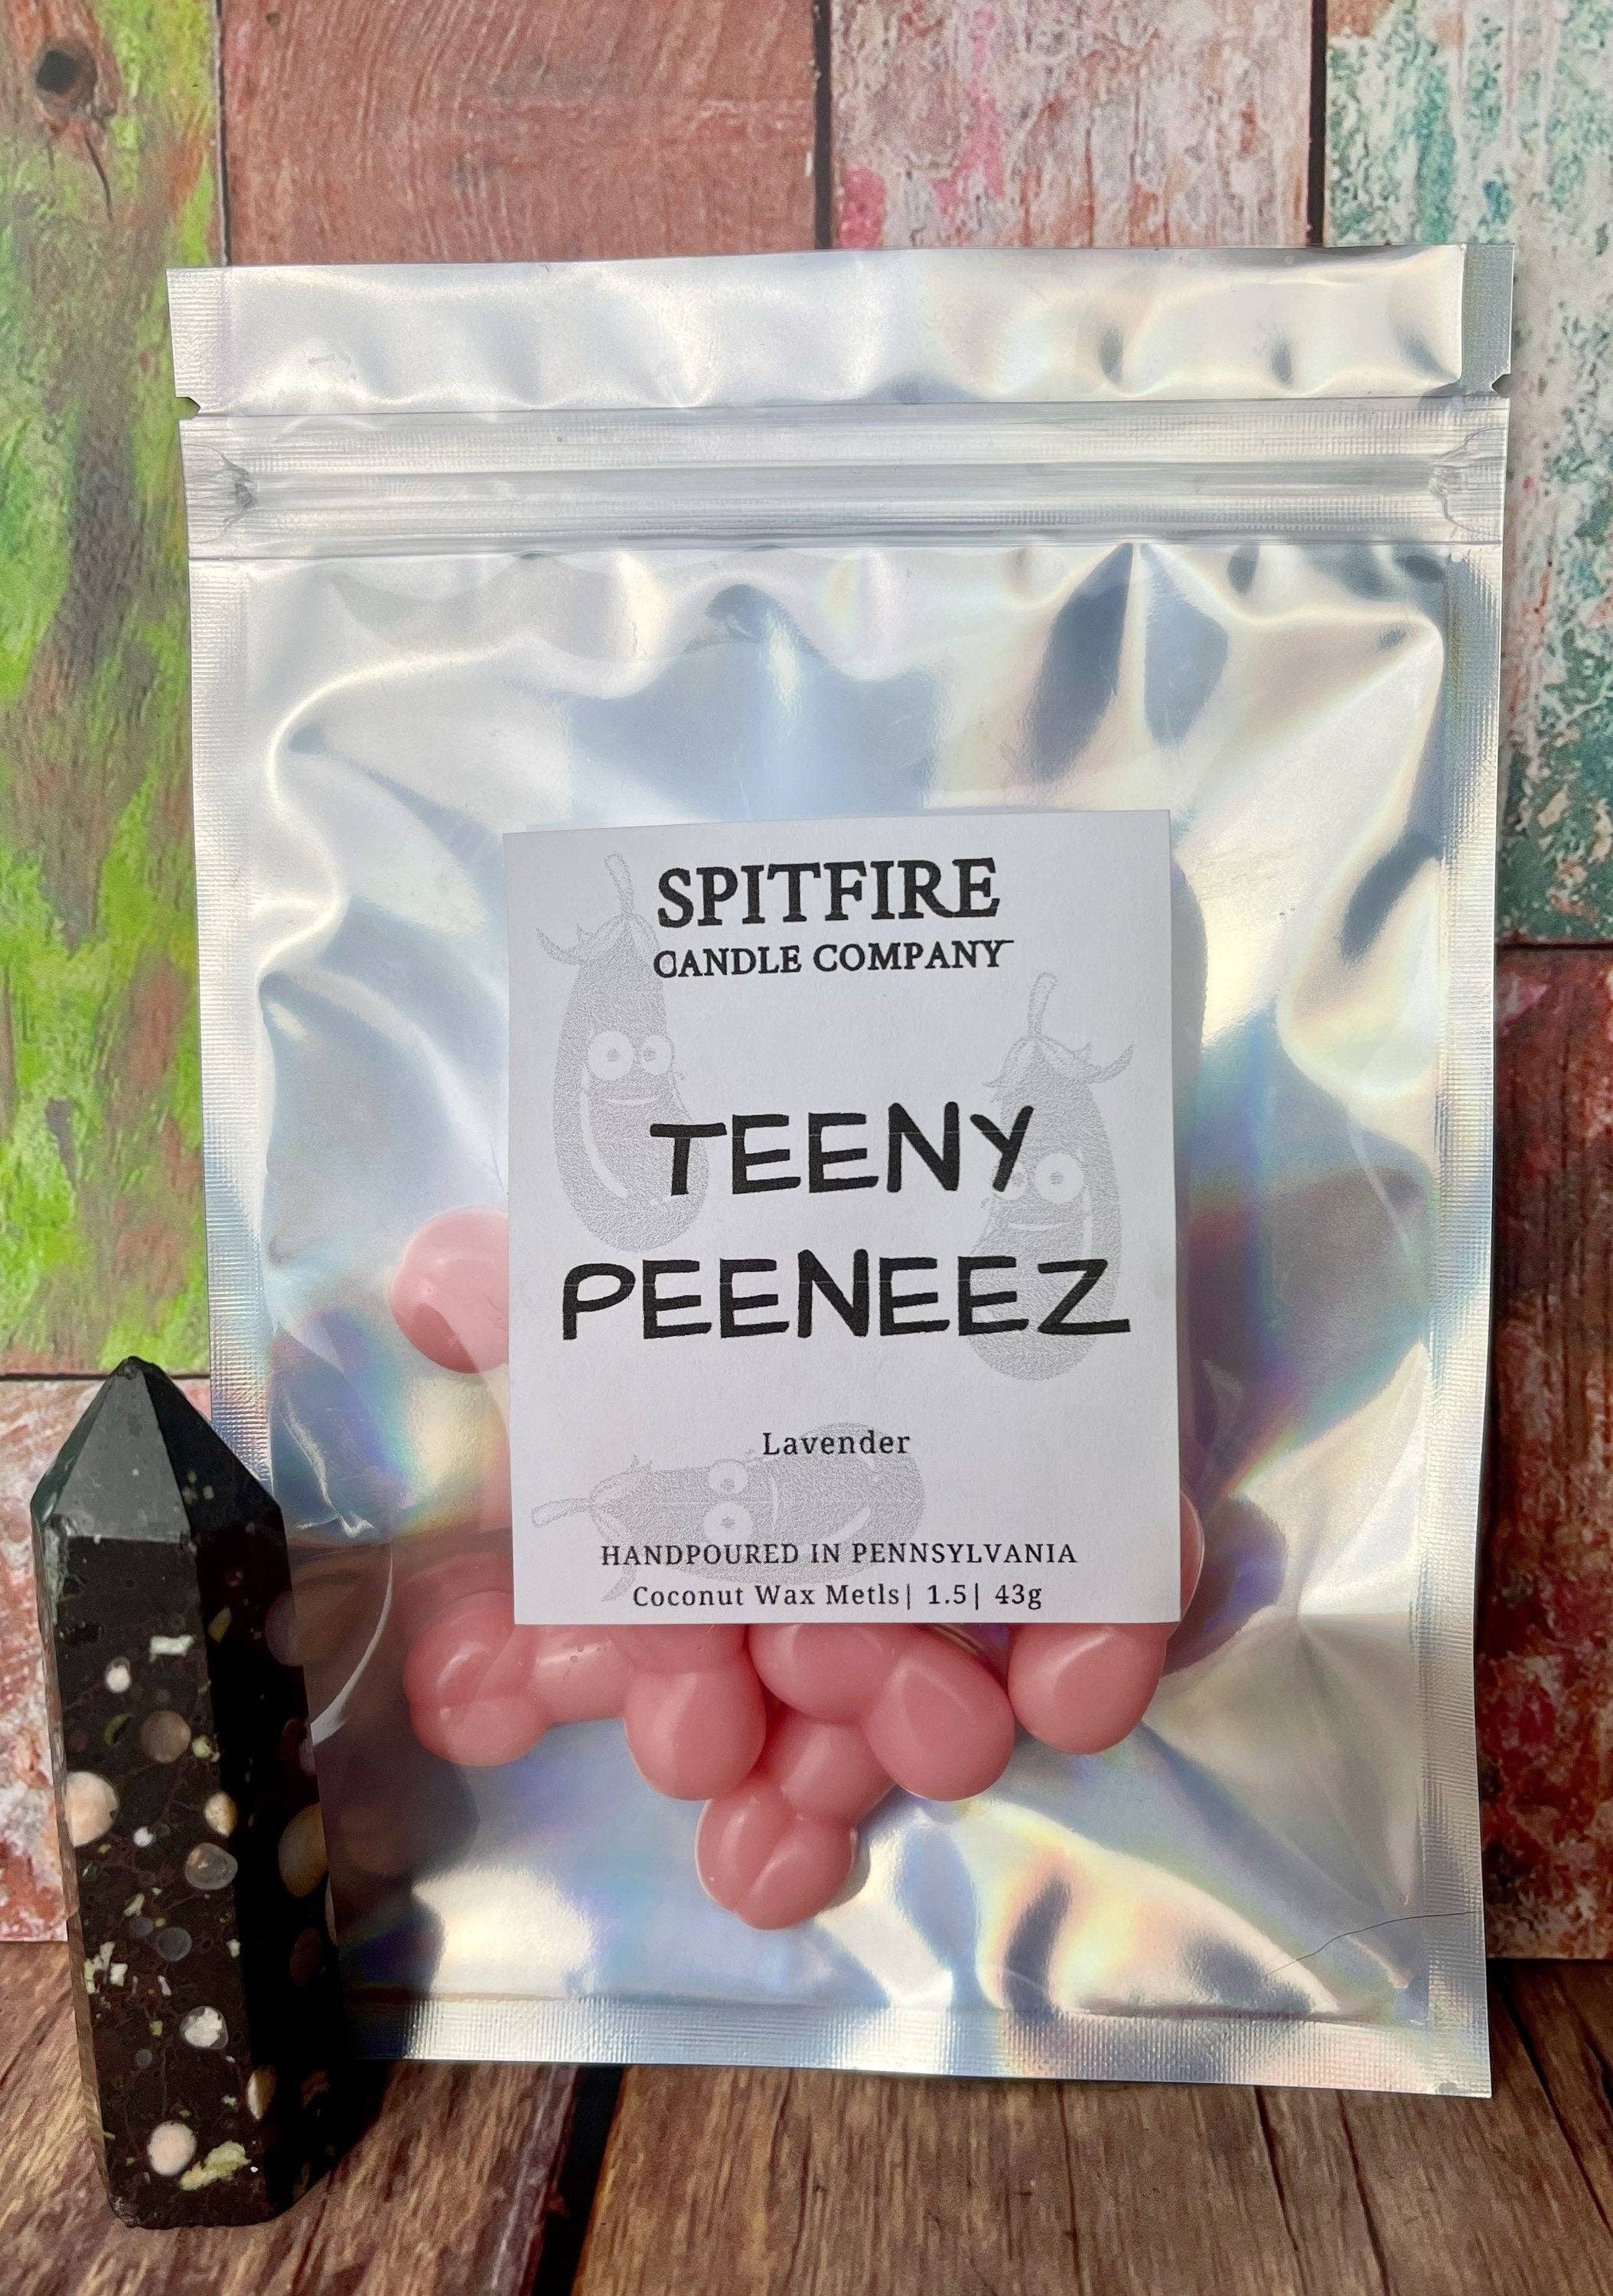 SPITFIRE
CANDLE COMPANY
TEENY
PEENEEZ
Lavender
HANDPOURED IN PENNSYLVANIA
Coconut Wax Metls| 1.5| 43g